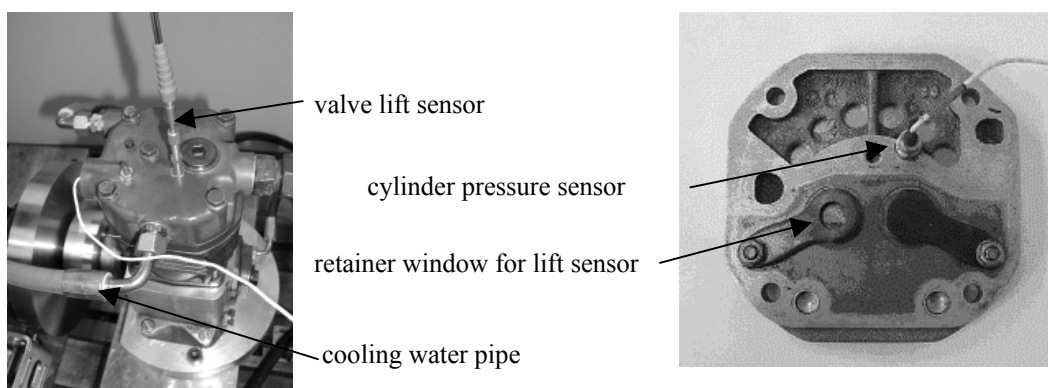 valve lift sensor
cylinder pressure sensor
retainer window for lift sensor
cooling water pipe